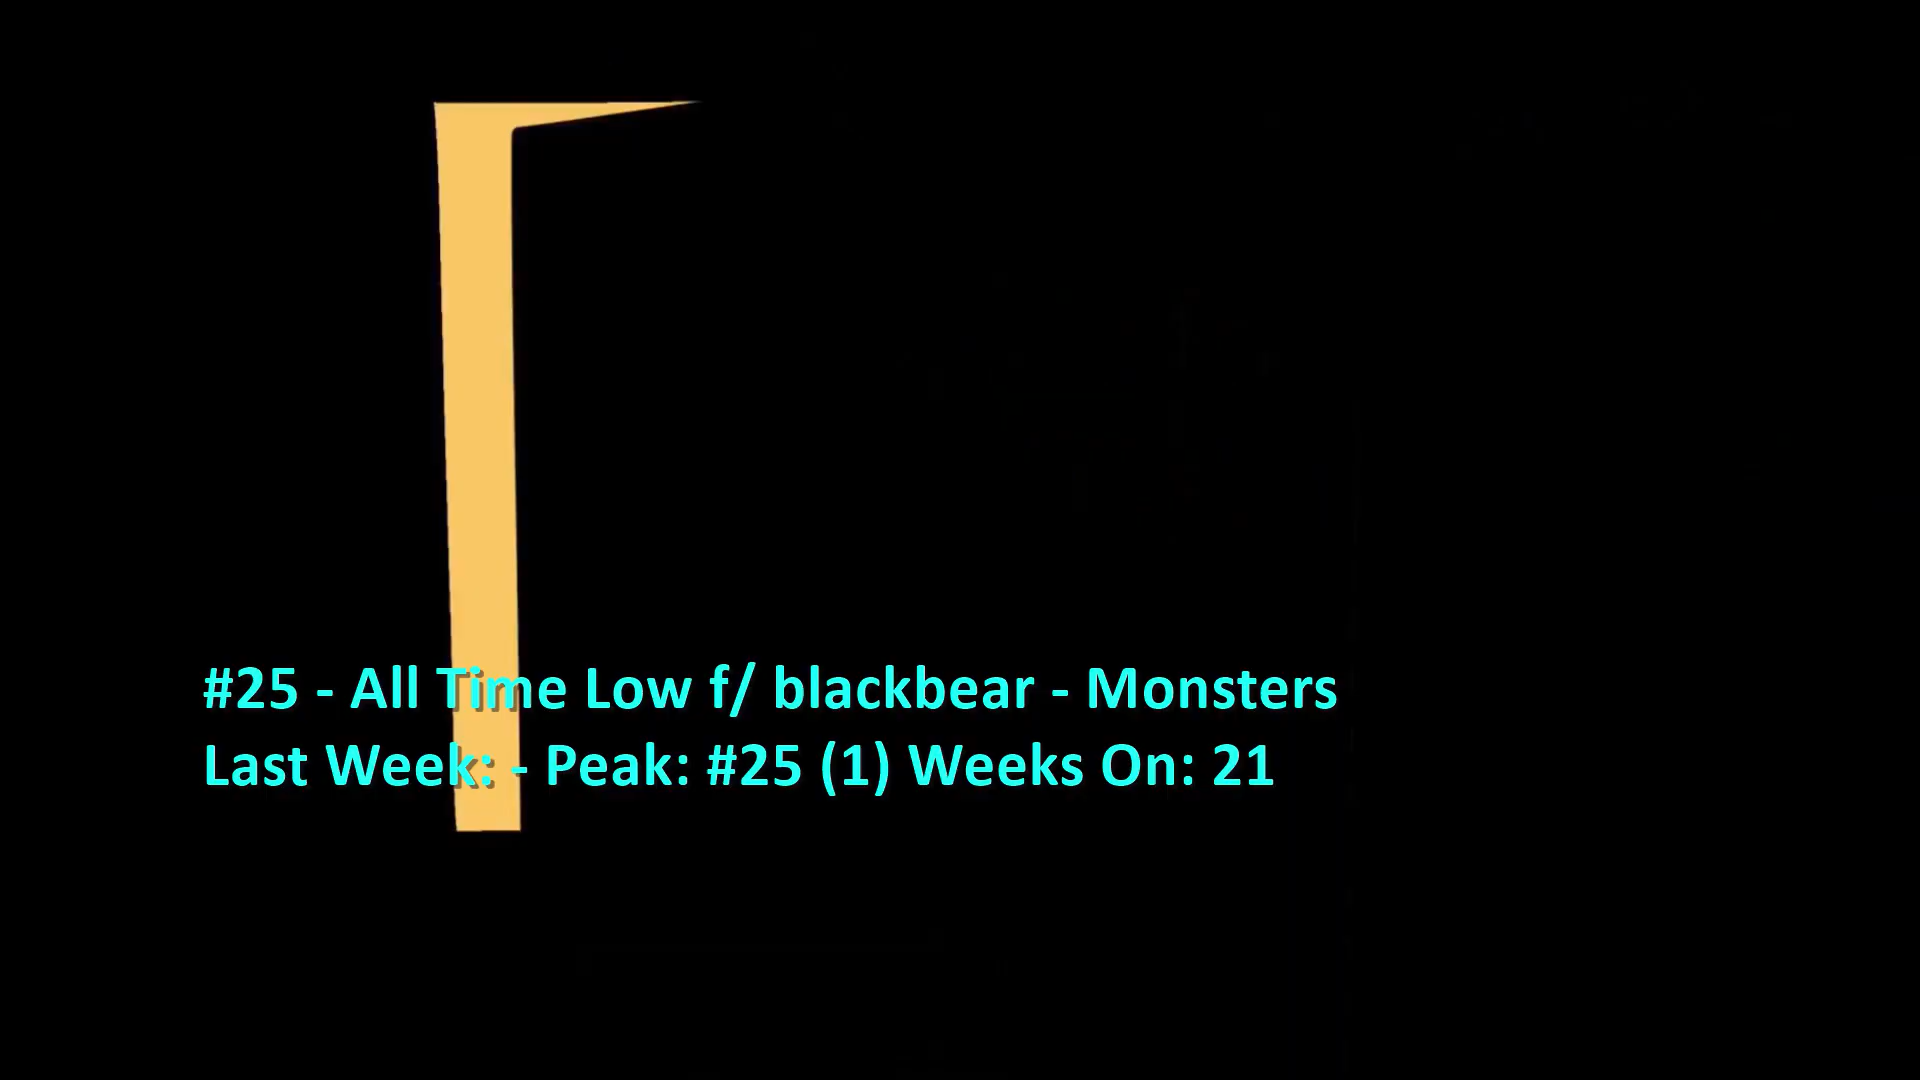 #25 - All Time Low f/ blackbear - Monsters
Last Week: - Peak: #25 (1) Weeks On: 21